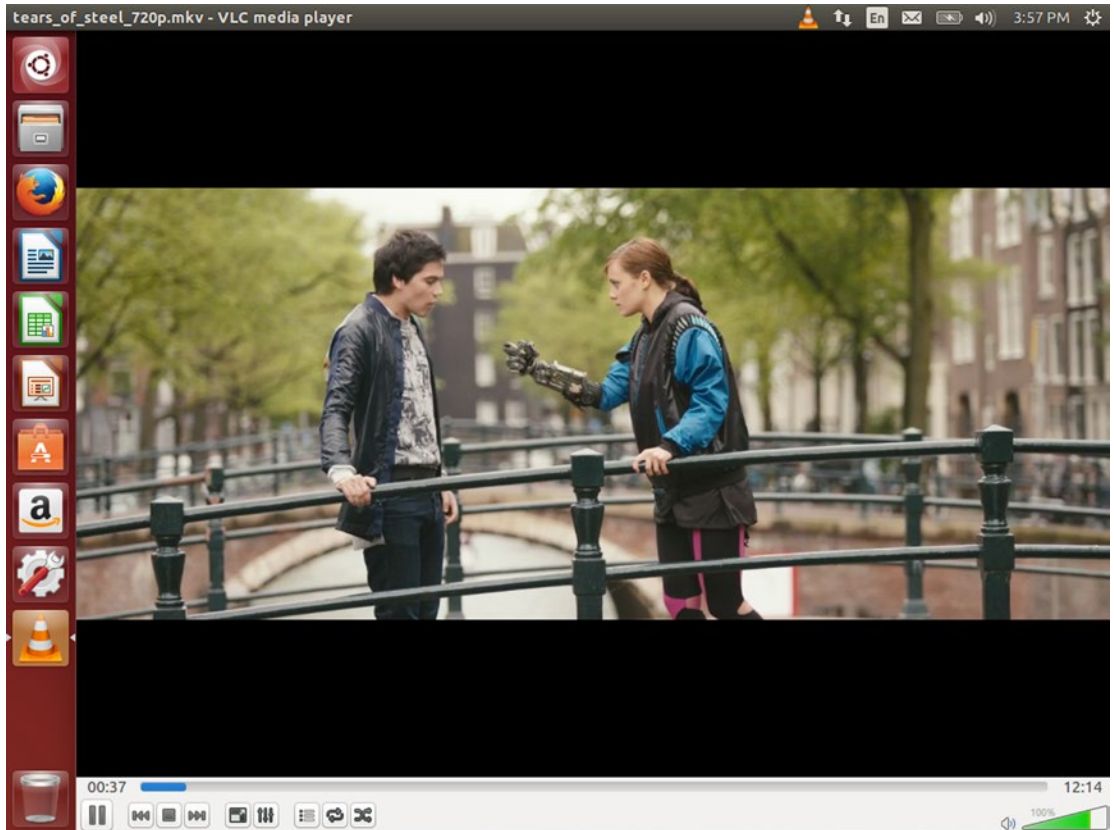 tears_of_steel_720p.mkv - VLC media player
En
3:57 PM
A
a
00:37
12:14
100%